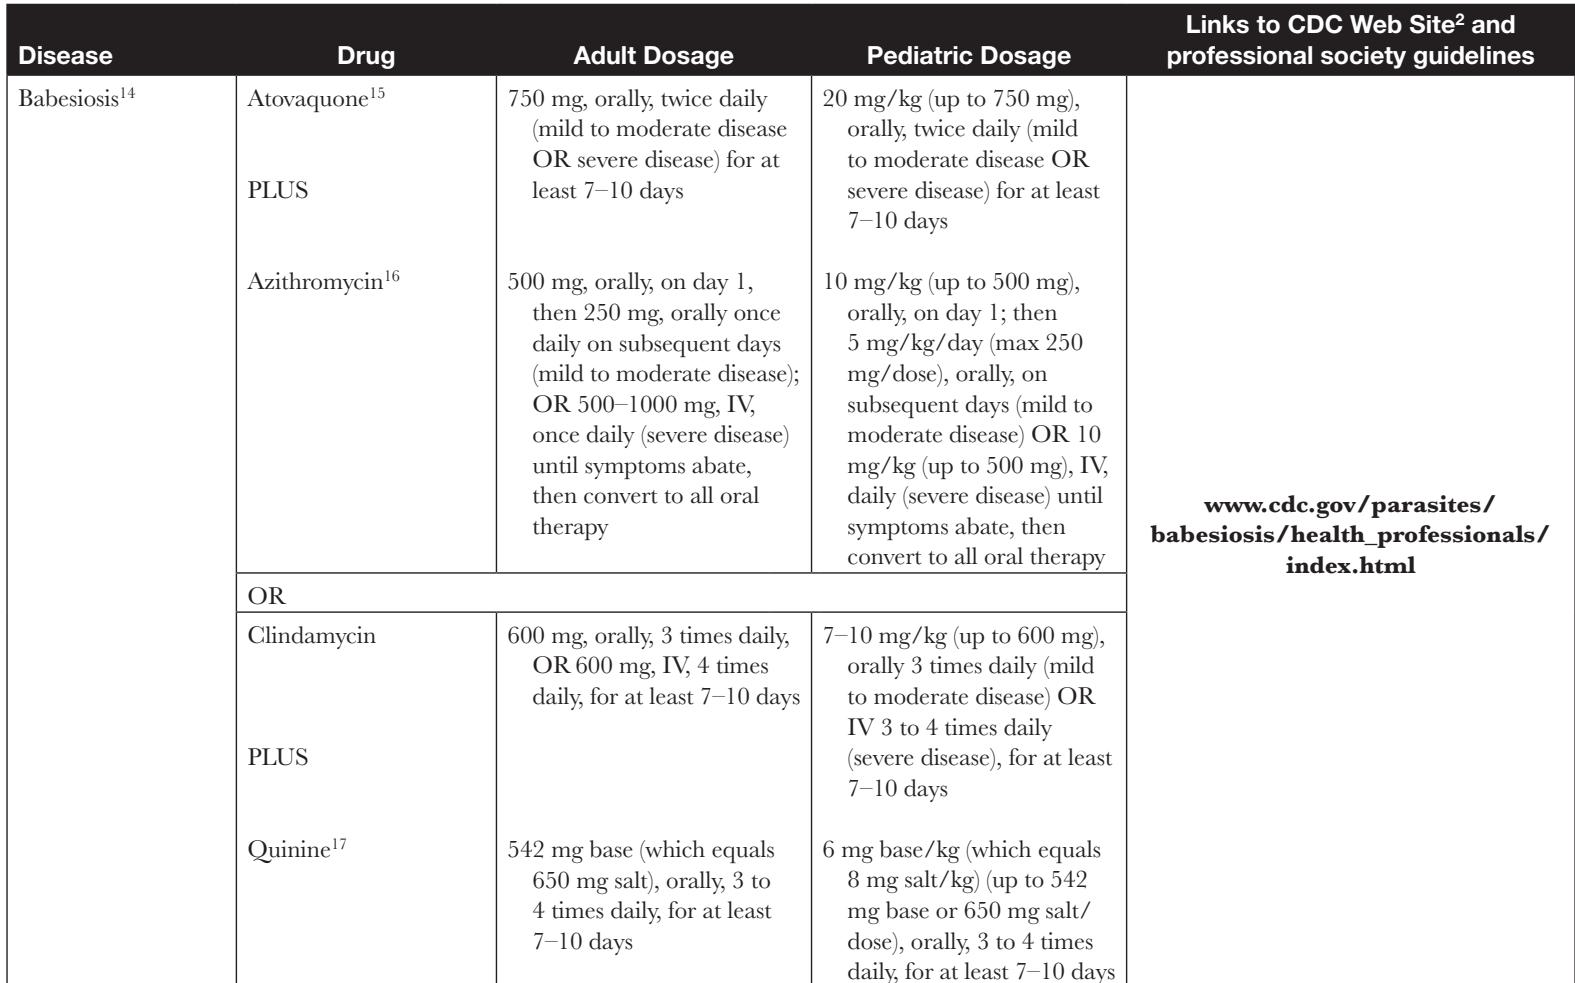 Disease Drug Adult Dosage Pediatric Dosage Links to CDC Web Site² and
professional society guidelines
Babesiosis¹⁴
Atovaquone¹⁵
PLUS
750 mg, orally, twice daily
(mild to moderate disease
OR severe disease) for at
least 7–10 days
20 mg/kg (up to 750 mg),
orally, twice daily (mild
to moderate disease OR
severe disease) for at least
7–10 days
Azithromycin¹⁶
500 mg, orally, on day 1,
then 250 mg, orally once
daily on subsequent days
(mild to moderate disease);
OR 500–1000 mg, IV,
once daily (severe disease)
until symptoms abate,
then convert to all oral
therapy
10 mg/kg (up to 500 mg),
orally, on day 1; then
5 mg/kg/day (max 250
mg/dose), orally, on
subsequent days (mild to
moderate disease) OR 10
mg/kg (up to 500 mg), IV,
daily (severe disease) until
symptoms abate, then
convert to all oral therapy
OR
Clindamycin
PLUS
600 mg, orally, 3 times daily,
OR 600 mg, IV, 4 times
daily, for at least 7–10 days
7–10 mg/kg (up to 600 mg),
orally 3 times daily (mild
to moderate disease) OR
IV 3 to 4 times daily
(severe disease), for at least
7–10 days
Quinine¹⁷
542 mg base (which equals
650 mg salt), orally, 3 to
4 times daily, for at least
7–10 days
6 mg base/kg (which equals
8 mg salt/kg) (up to 542
mg base or 650 mg salt/
dose), orally, 3 to 4 times
daily, for at least 7–10 days
www.cdc.gov/parasites/
babesiosis/health_professionals/
index.html